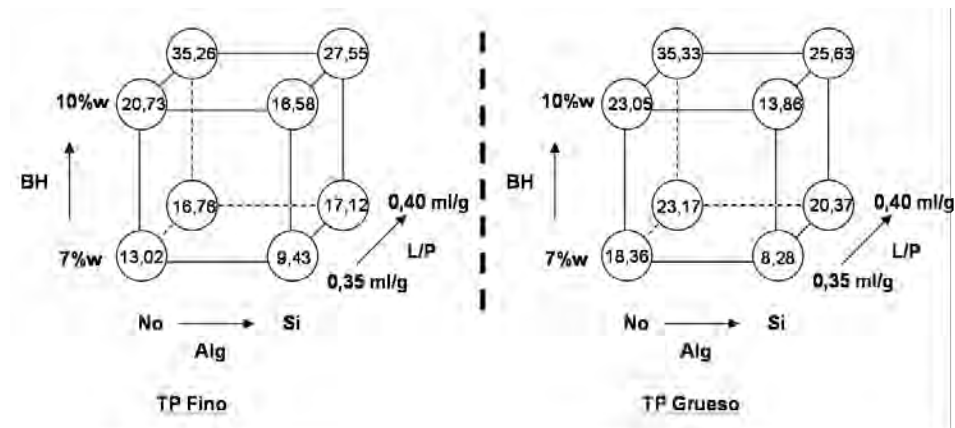 35,26 27,55
10%w 20,73 16,58
BH
16,76 17,12 0,40 ml/g
7%w 13,02 9,43 L/P
0,35 ml/g
No Si
Alg
TP Fino
35,33 25,63
10%w 23,05 13,86
BH
23,17 20,37 0,40 ml/g
7%w 18,36 8,28 L/P
0,35 ml/g
No Si
Alg
TP Grueso